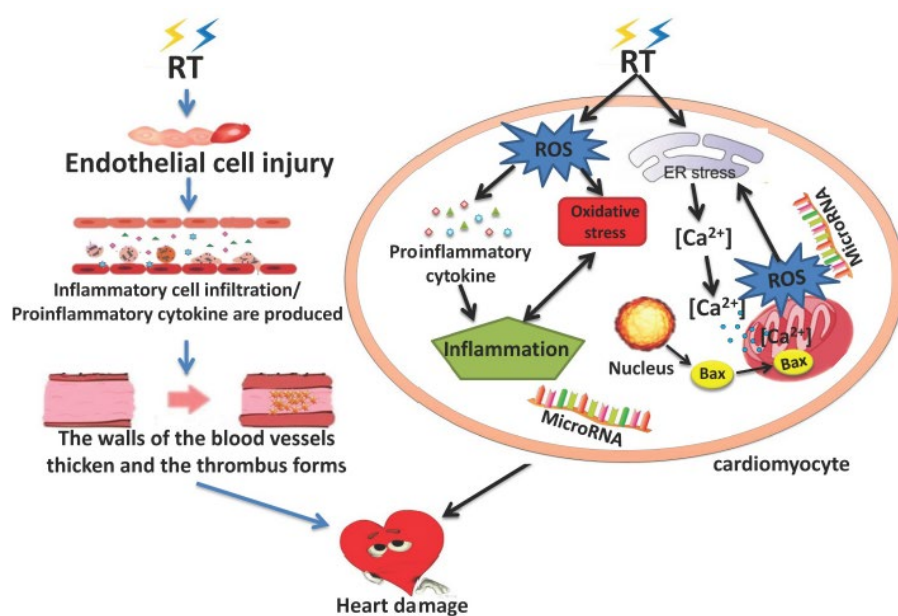 RT
Endothelial cell injury
Inflammatory cell infiltration/
Proinflammatory cytokine are produced
The walls of the blood vessels
thicken and the thrombus forms
RT
ROS
ER stress
Proinflammatory
cytokine
Oxidative
stress
[Ca²⁺]
MicroRNA
ROS
[Ca²⁺]
[Ca²⁺]
Inflammation
Nucleus
Bax
Bax
MicroRNA
cardiomyocyte
Heart damage